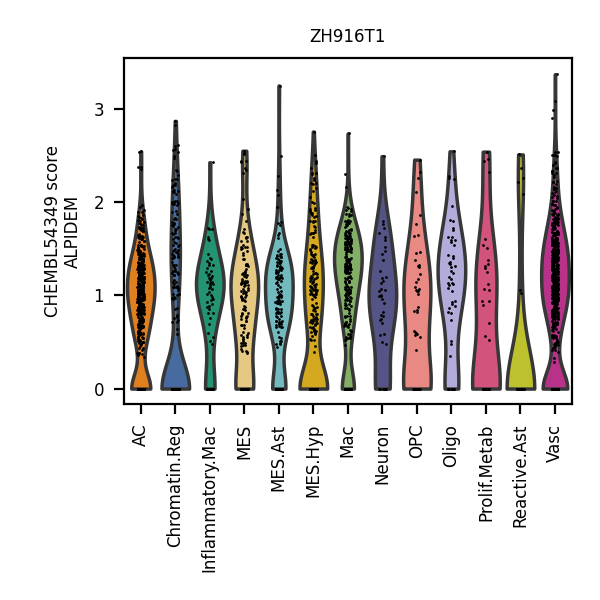 ZH916T1
CHEMBL54349 score
ALPIDEM
3
2
1
0
AC
Chromatin.Reg
Inflammatory.Mac
MES
MES.Ast
MES.Hyp
Mac
Neuron
OPC
Oligo
Prolif.Metab
Reactive.Ast
Vasc